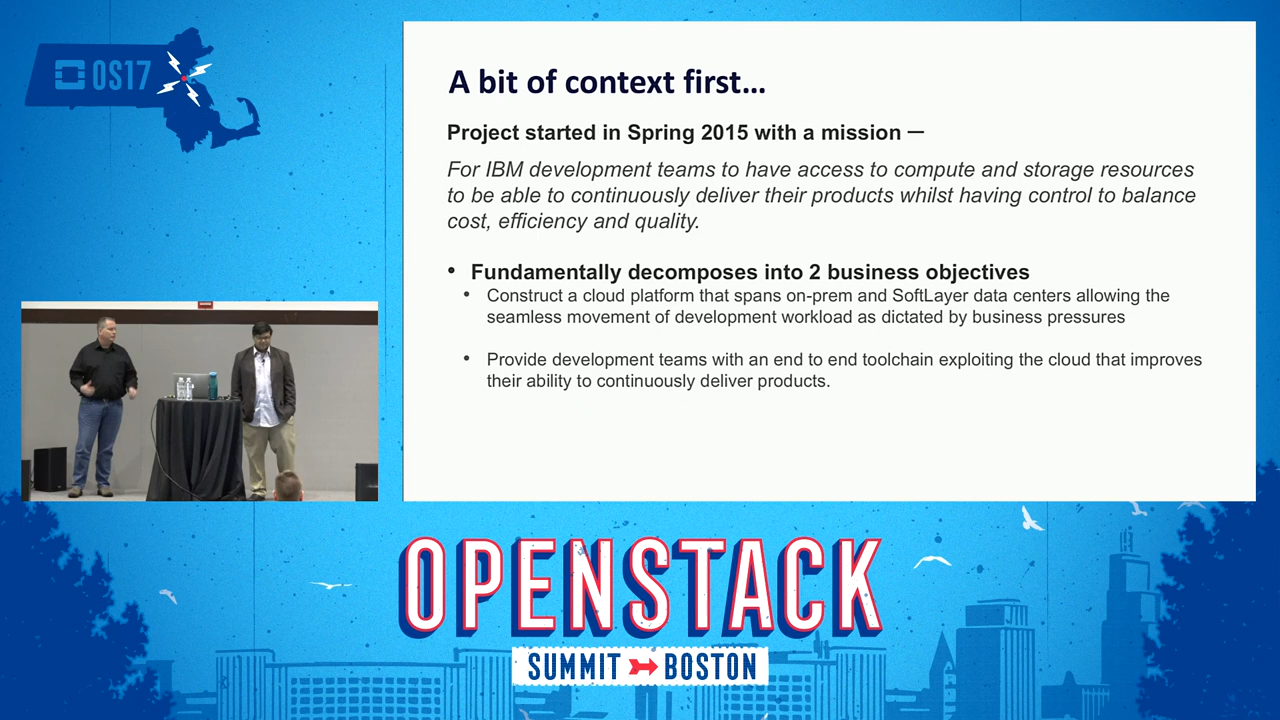 OS17
A bit of context first…
Project started in Spring 2015 with a mission —
For IBM development teams to have access to compute and storage resources
to be able to continuously deliver their products whilst having control to balance
cost, efficiency and quality.
• Fundamentally decomposes into 2 business objectives
• Construct a cloud platform that spans on-prem and SoftLayer data centers allowing the
seamless movement of development workload as dictated by business pressures
• Provide development teams with an end to end toolchain exploiting the cloud that improves
their ability to continuously deliver products.
OPENSTACK
SUMMIT BOSTON